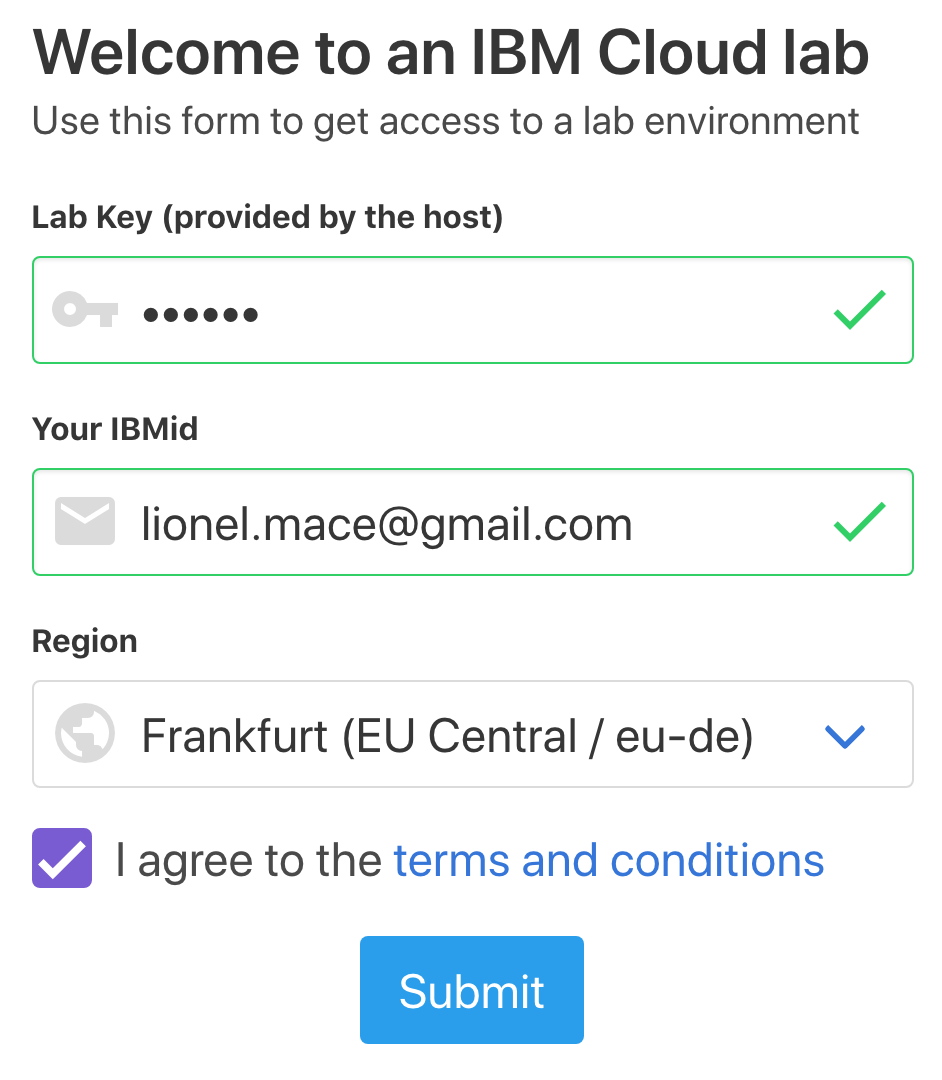 Welcome to an IBM Cloud lab
Use this form to get access to a lab environment
Lab Key (provided by the host)
••••••
Your IBMid
lionel.mace@gmail.com
Region
Frankfurt (EU Central / eu-de)
I agree to the terms and conditions
Submit